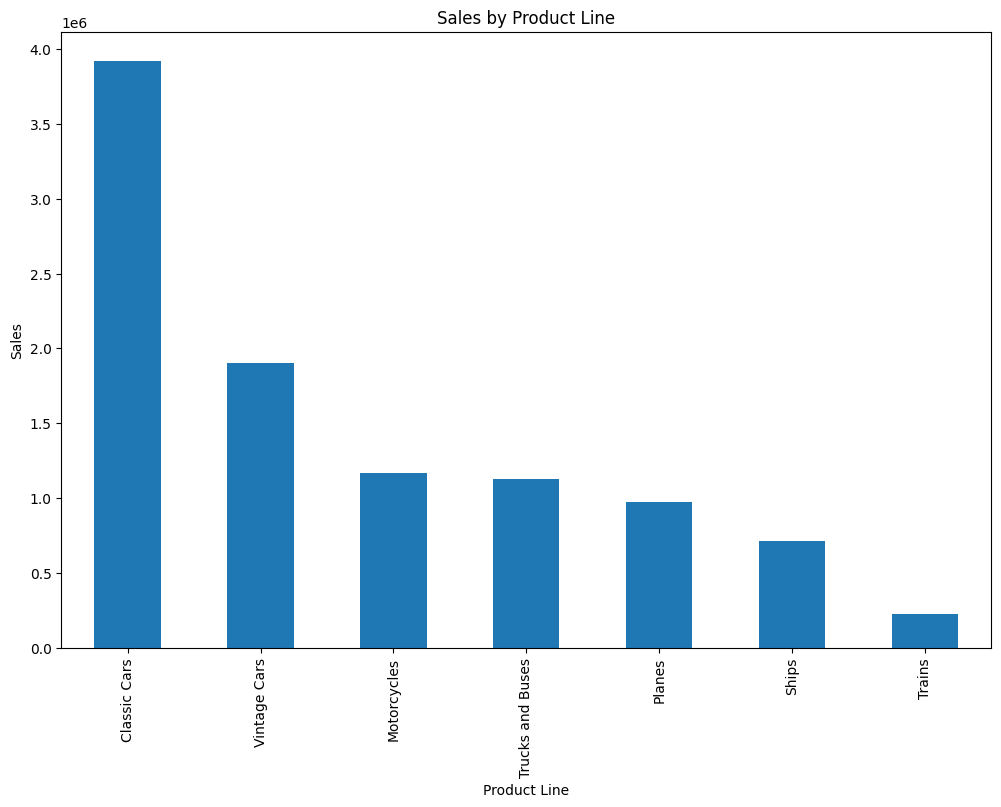 Sales by Product Line
1e6
4.0
3.5
3.0
2.5
2.0
1.5
1.0
0.5
0.0
Sales
Classic Cars
Vintage Cars
Motorcycles
Trucks and Buses
Planes
Ships
Trains
Product Line